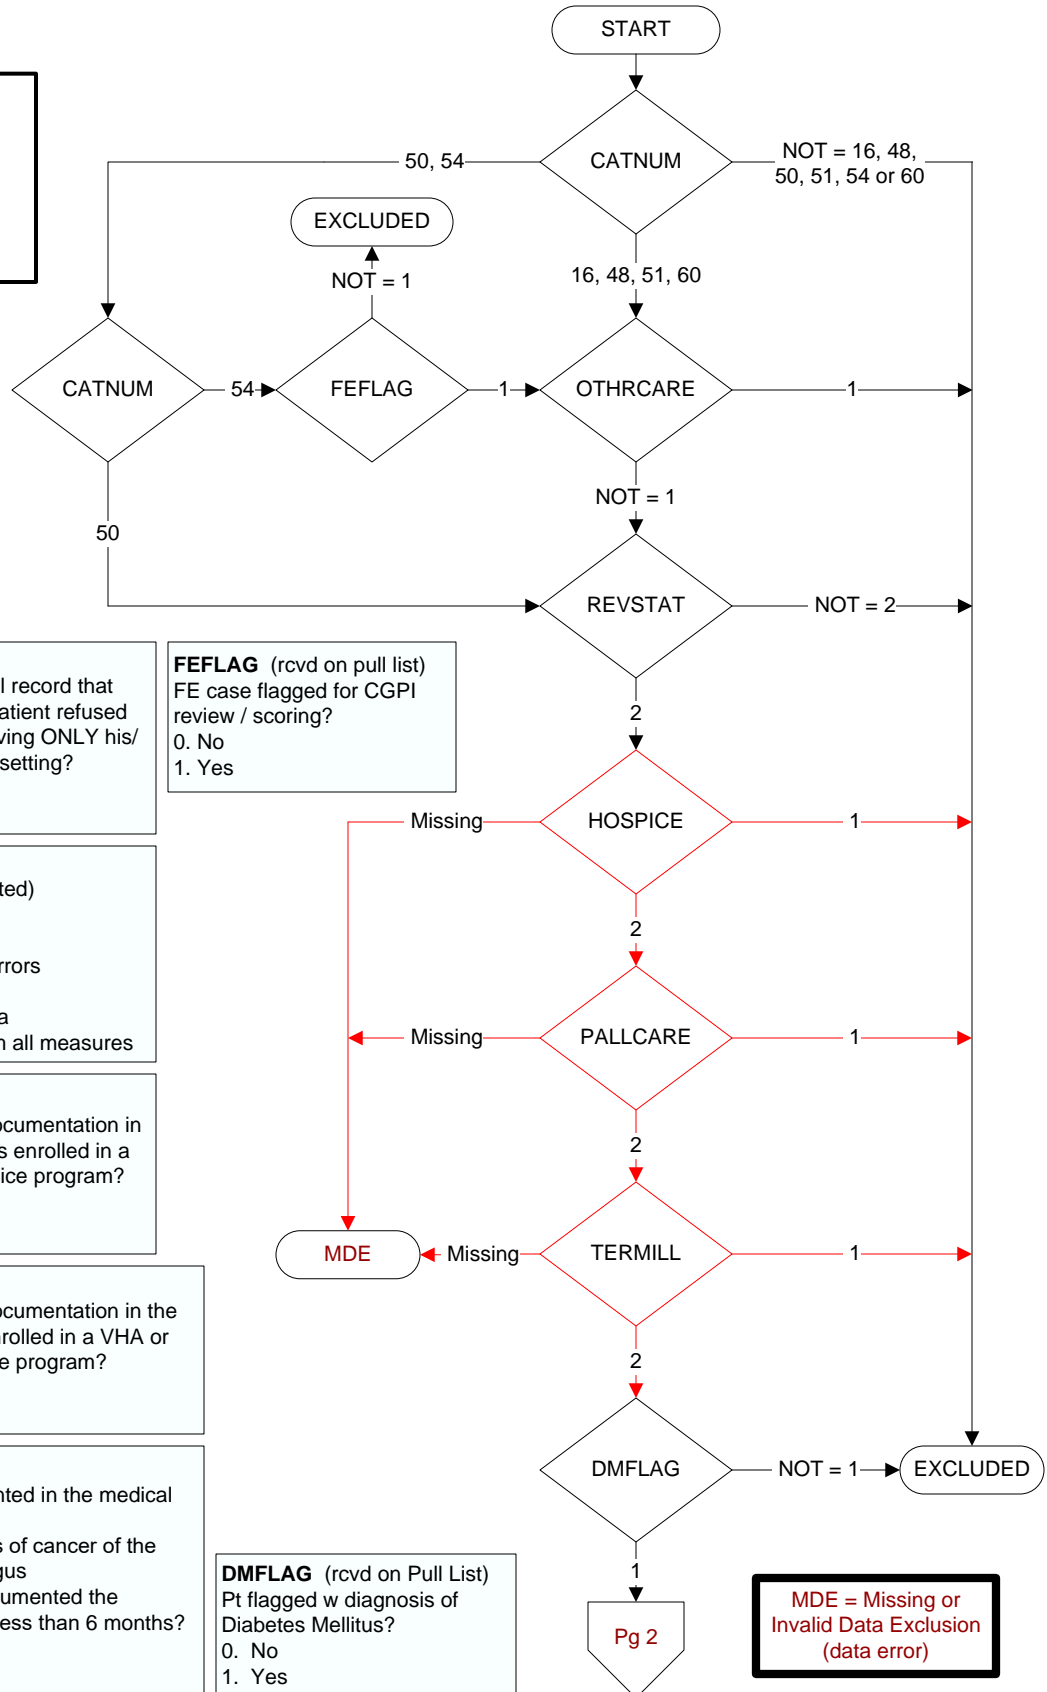 START
CATNUM
50, 54
NOT = 16, 48,
50, 51, 54 or 60
EXCLUDED
NOT = 1
16, 48, 51, 60
CATNUM
54
FEFLAG
1
OTHRCARE
1
NOT = 1
50
REVSTAT
NOT = 2
l record that
atient refused
ving ONLY his/
setting?
FEFLAG (rcvd on pull list)
FE case flagged for CGPI
review / scoring?
0. No
1. Yes
2
Missing
HOSPICE
1
ted)
rrors
a
n all measures
2
Missing
PALLCARE
1
ocumentation in
s enrolled in a
ice program?
2
MDE
Missing
TERMILL
1
ocumentation in the
rolled in a VHA or
e program?
2
DMFLAG
NOT = 1
EXCLUDED
nted in the medical
s of cancer of the
gus
umented the
ess than 6 months?
DMFLAG (rcvd on Pull List)
Pt flagged w diagnosis of
Diabetes Mellitus?
0. No
1. Yes
1
Pg 2
MDE = Missing or
Invalid Data Exclusion
(data error)